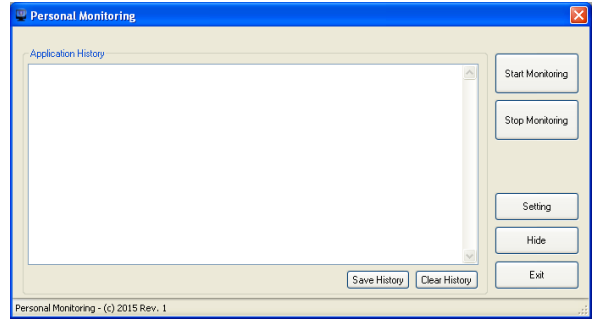 Personal Monitoring
Application History
Start Monitoring
Stop Monitoring
Setting
Hide
Save History Clear History Exit
Personal Monitoring - (c) 2015 Rev. 1